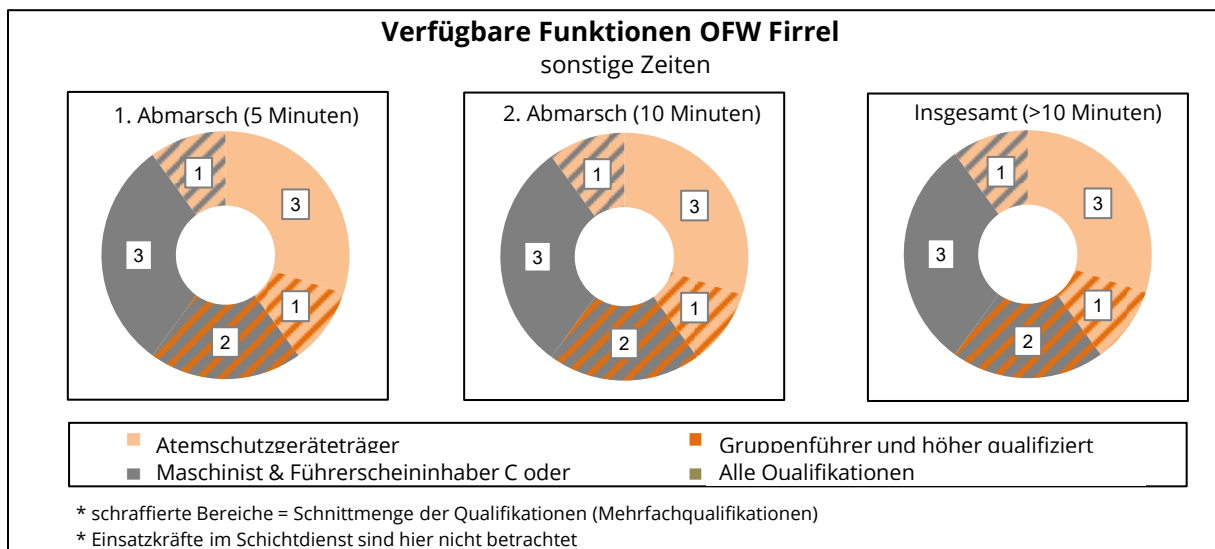 Verfügbare Funktionen OFW Firrel
sonstige Zeiten
1. Abmarsch (5 Minuten)
1
3
3
1
2
2. Abmarsch (10 Minuten)
1
3
3
1
2
Insgesamt (>10 Minuten)
1
3
3
1
2
Atemschutzgeräteträger
Gruppenführer und höher qualifiziert
Maschinist & Führerscheininhaber C oder
Alle Qualifikationen
* schraffierte Bereiche = Schnittmenge der Qualifikationen (Mehrfachqualifikationen)
* Einsatzkräfte im Schichtdienst sind hier nicht betrachtet